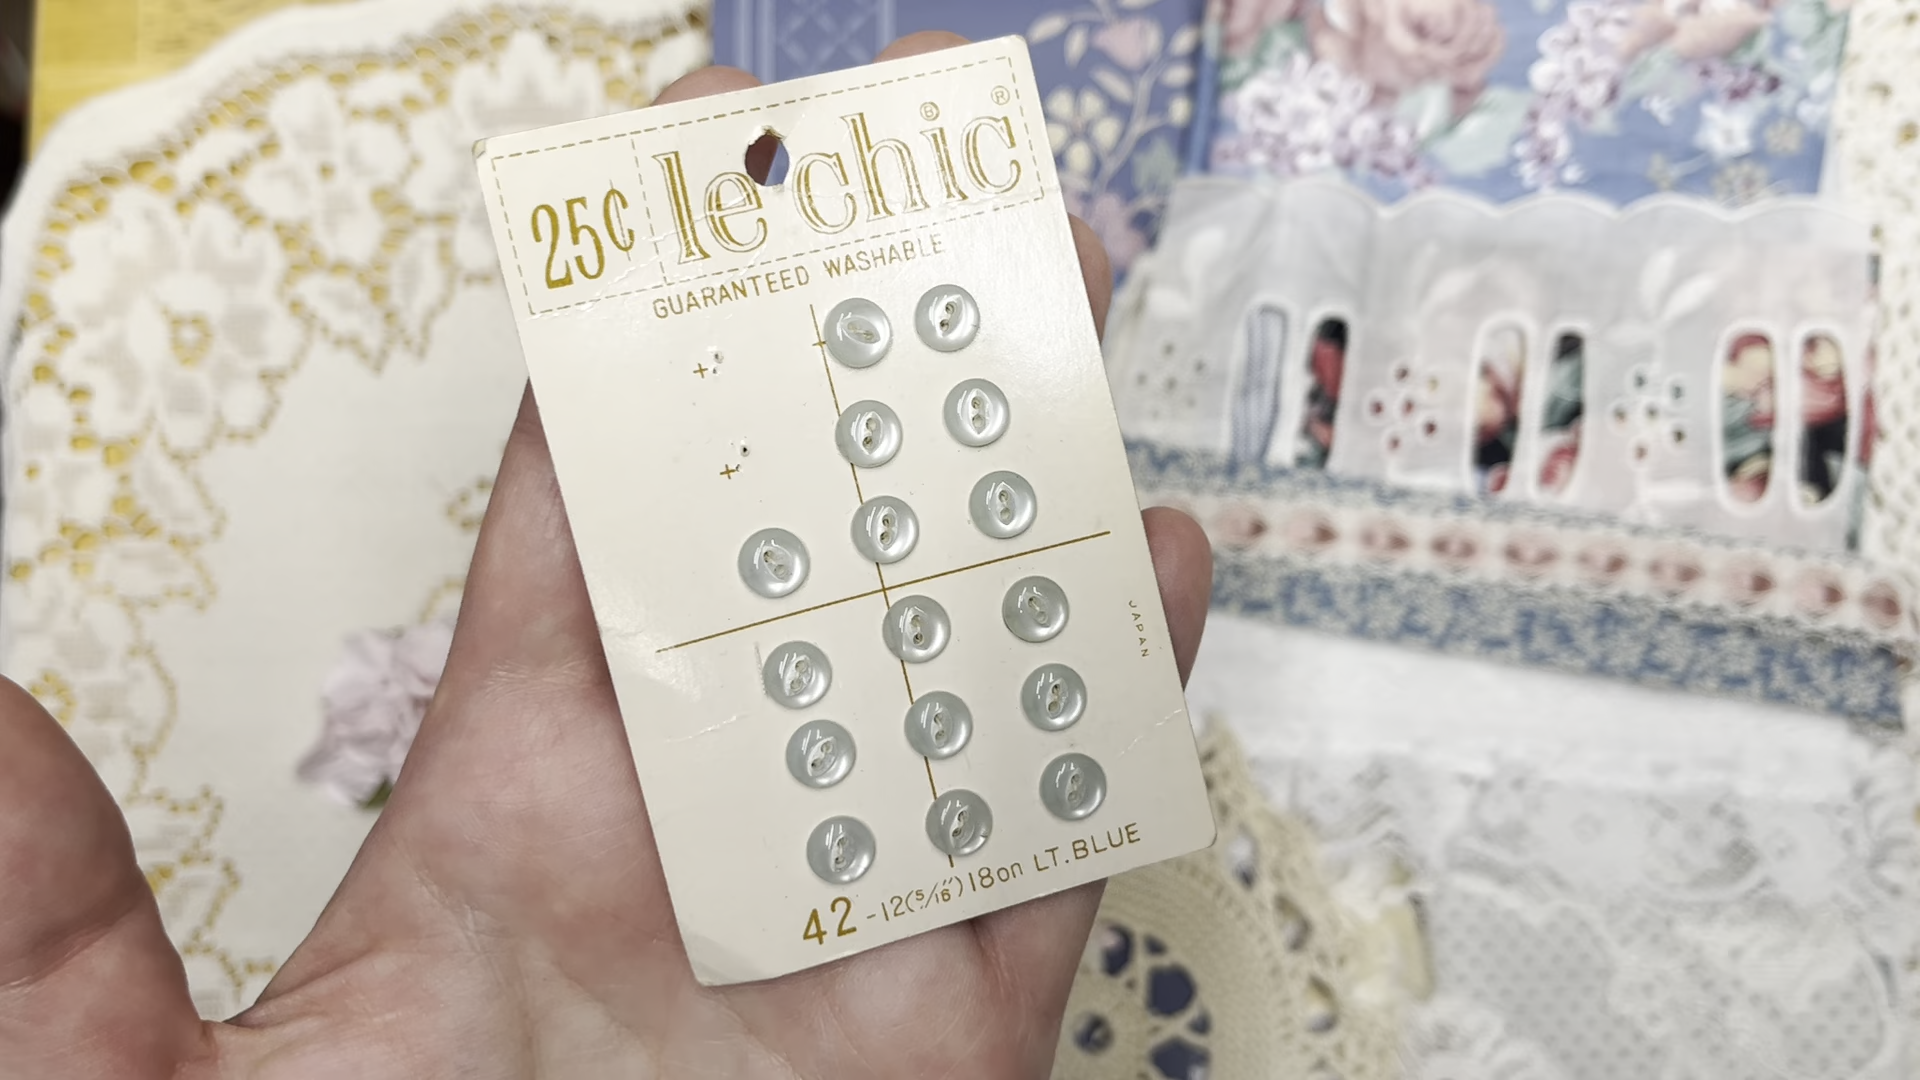 25¢ le chic ® ®
GUARANTEED WASHABLE
JAPAN
42 -12(5/16") 18on LT. BLUE